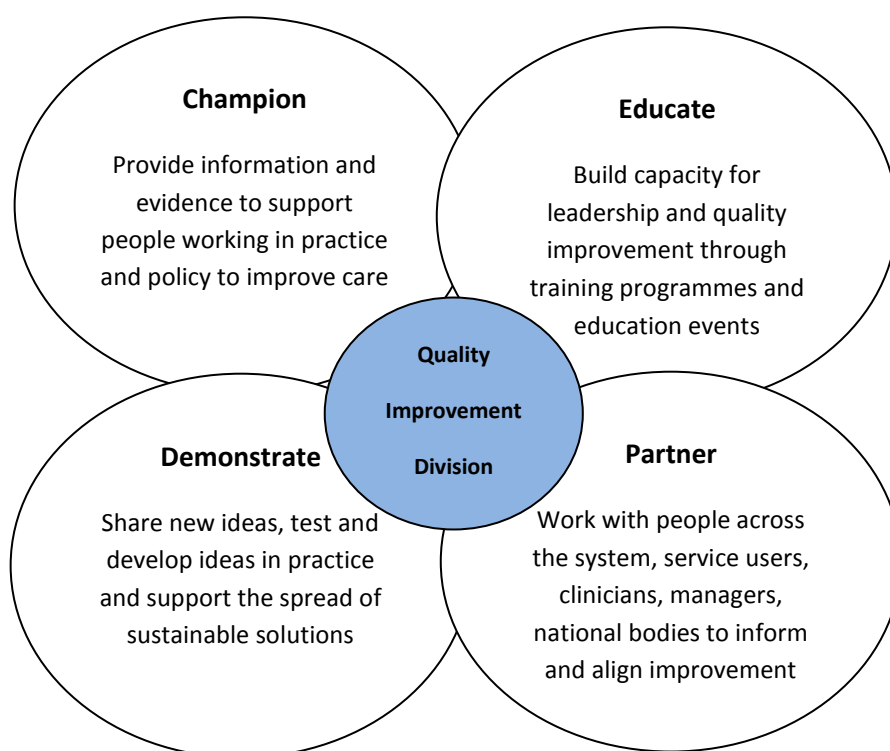 Champion
Provide information and
evidence to support
people working in practice
and policy to improve care
Educate
Build capacity for
leadership and quality
improvement through
training programmes and
education events
Quality
Improvement
Division
Demonstrate
Share new ideas, test and
develop ideas in practice
and support the spread of
sustainable solutions
Partner
Work with people across
the system, service users,
clinicians, managers,
national bodies to inform
and align improvement